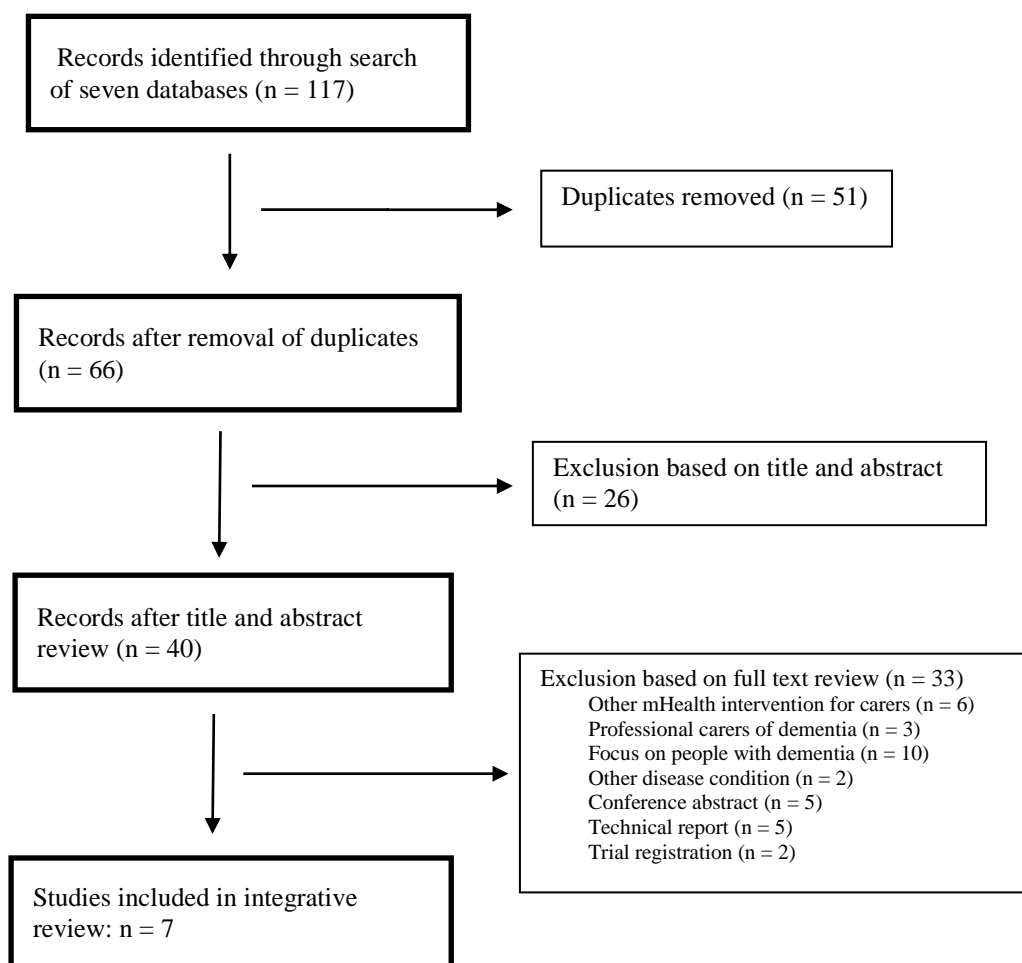 Records identified through search
of seven databases (n = 117)
Duplicates removed (n = 51)
Records after removal of duplicates
(n = 66)
Exclusion based on title and abstract
(n = 26)
Records after title and abstract
review (n = 40)
Exclusion based on full text review (n = 33)
Other mHealth intervention for carers (n = 6)
Professional carers of dementia (n = 3)
Focus on people with dementia (n = 10)
Other disease condition (n = 2)
Conference abstract (n = 5)
Technical report (n = 5)
Trial registration (n = 2)
Studies included in integrative
review: n = 7